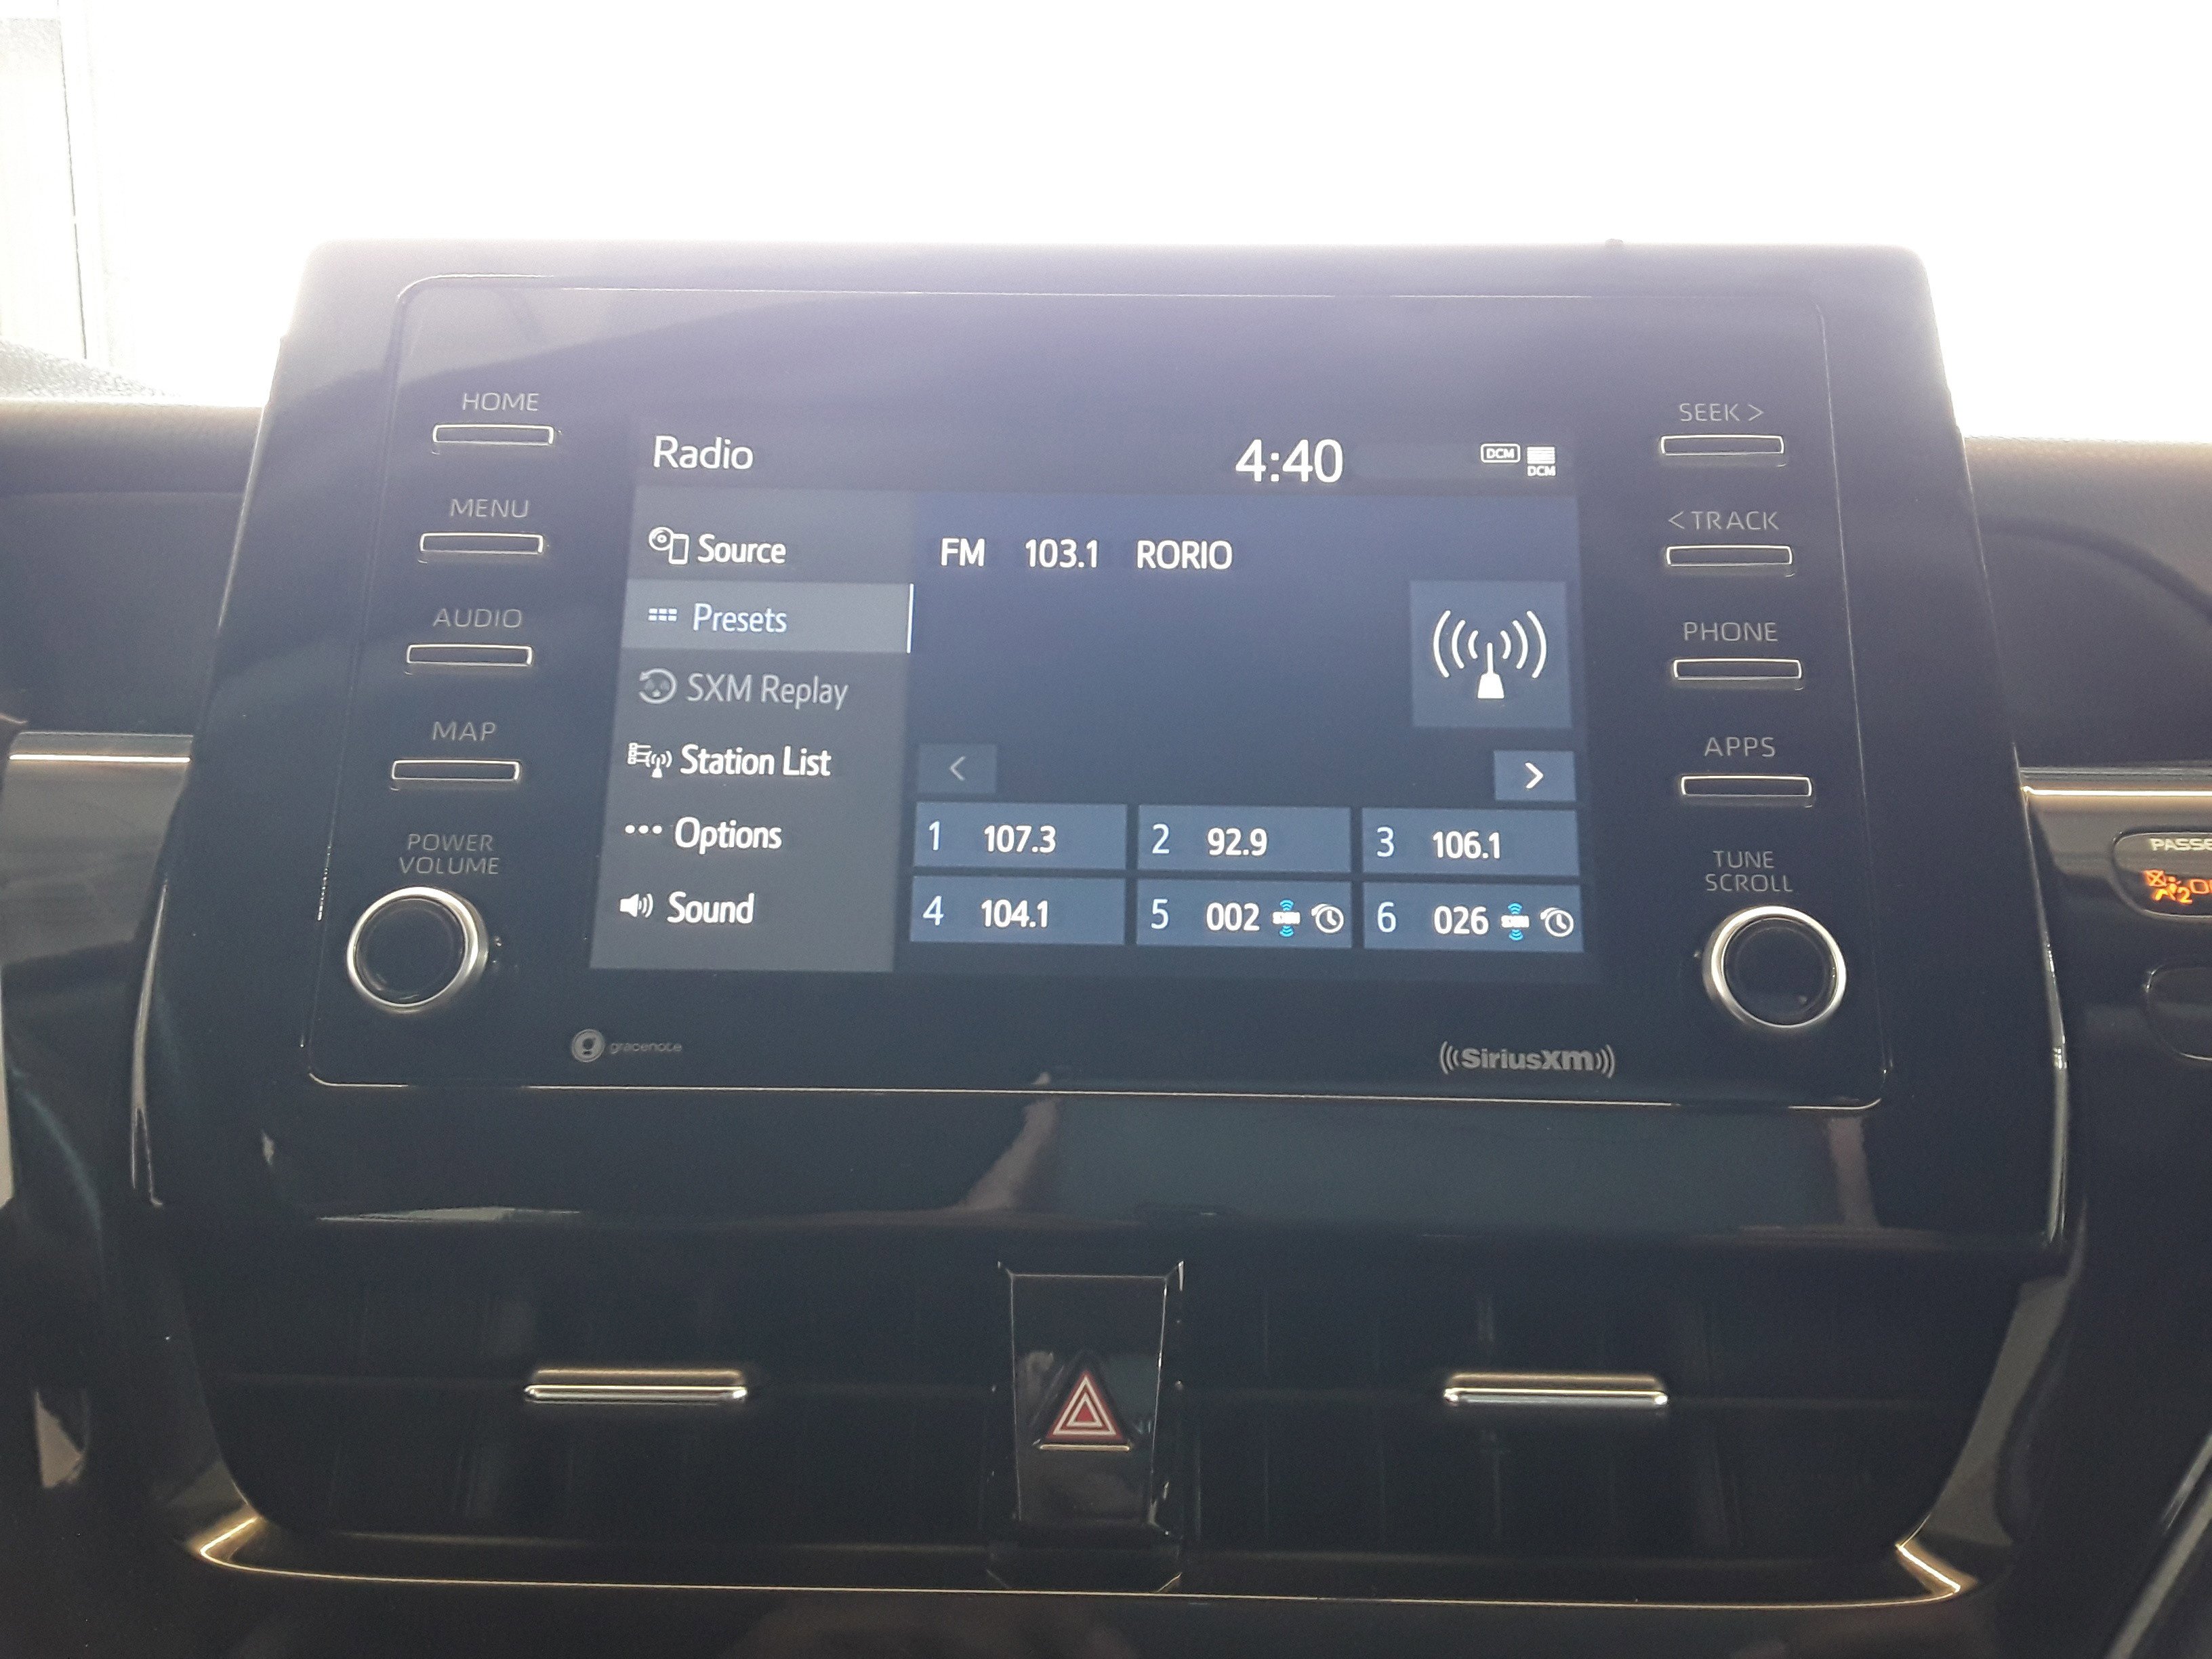 HOME
MENU
AUDIO
MAP
POWER
VOLUME
Radio
4:40
DCM
DCM
Source
FM 103.1 RORIO
Presets
SXM Replay
Station List
Options
Sound
<
>
1 107.3
2 92.9
3 106.1
4 104.1
5 002
6 026
SEEK >
< TRACK
PHONE
APPS
TUNE
SCROLL
gracenote
((SiriusXM))